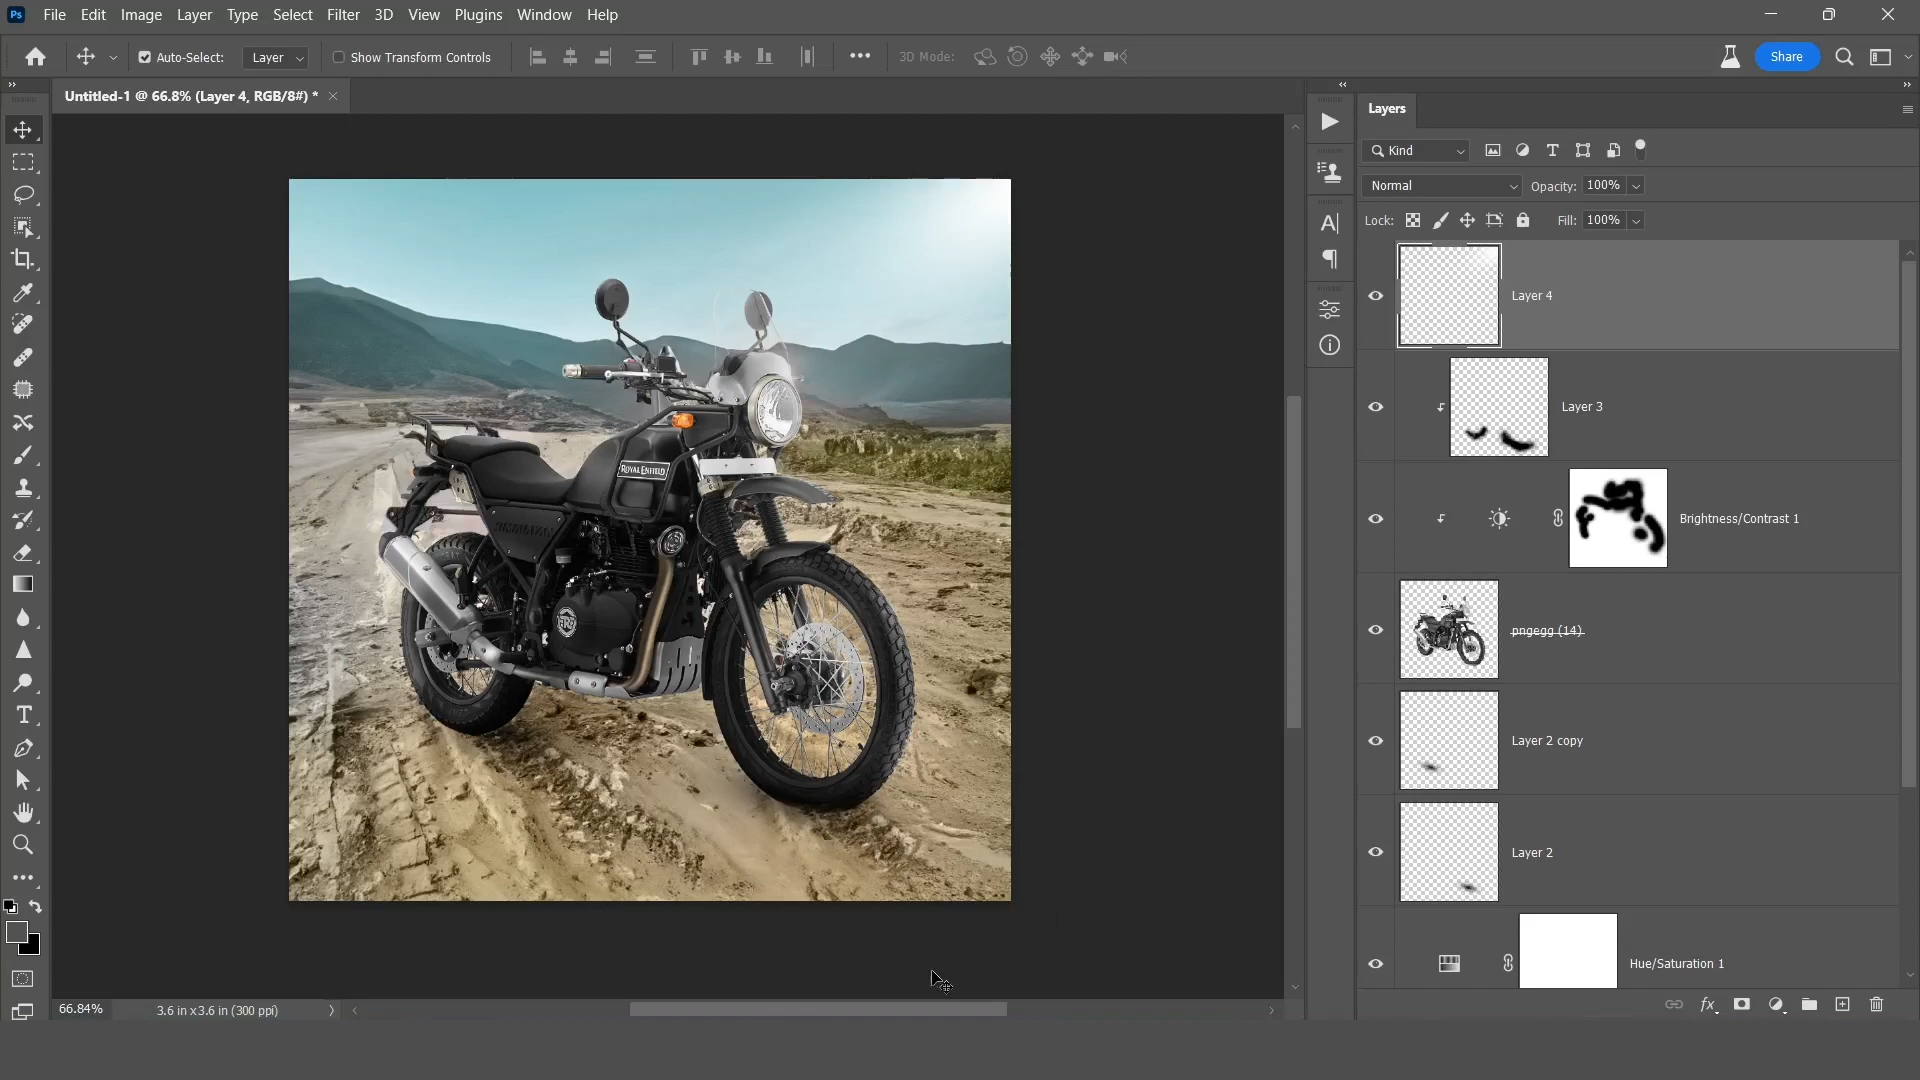 Ps File Edit Image Layer Type Select Filter 3D View Plugins Window Help
Auto-Select: Layer Show Transform Controls 3D Mode: Share
Untitled-1 @ 66.8% (Layer 4, RGB/8#) *
Layers
Kind
Normal Opacity: 100%
Lock: Fill: 100%
Layer 4
Layer 3
Brightness/Contrast 1
pngegg (14)
Layer 2 copy
Layer 2
Hue/Saturation 1
ROYAL ENFIELD
HIMALAYAN
66.84% 3.6 in x 3.6 in (300 ppi)